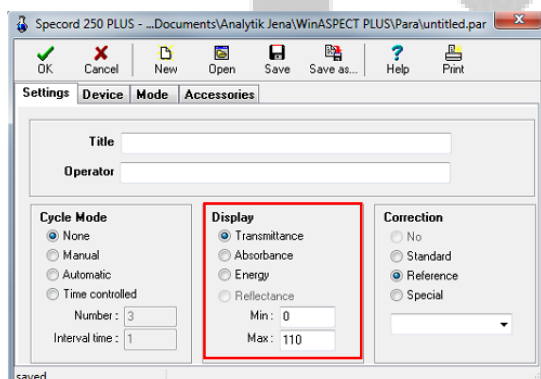 Specord 250 PLUS - ...Documents\Analytik Jena\WinASPECT PLUS\Para\untitled.par
OK Cancel New Open Save Save as... Help Print
Settings Device Mode Accessories
Title
Operator
Cycle Mode
None
Manual
Automatic
Time controlled
Number : 3
Interval time : 1
Display
Transmittance
Absorbance
Energy
Reflectance
Min : 0
Max : 110
Correction
No
Standard
Reference
Special
saved